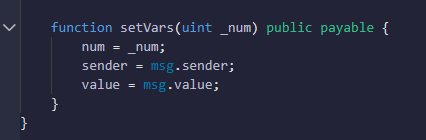 function setVars(uint _num) public payable {
num = _num;
sender = msg.sender;
value = msg.value;
}
}